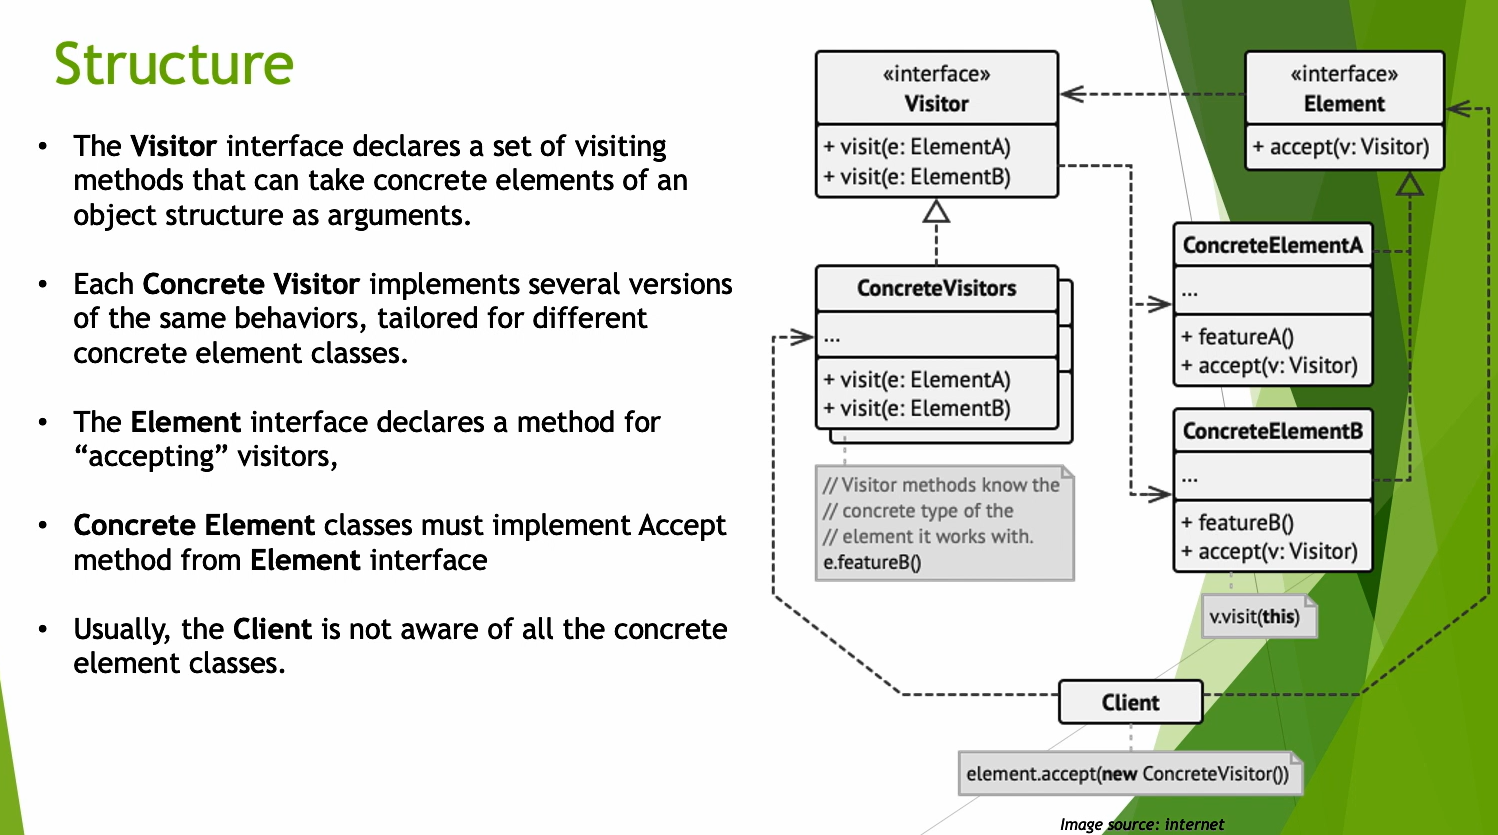 Structure
• The Visitor interface declares a set of visiting
methods that can take concrete elements of an
object structure as arguments.
• Each Concrete Visitor implements several versions
of the same behaviors, tailored for different
concrete element classes.
• The Element interface declares a method for
“accepting” visitors,
• Concrete Element classes must implement Accept
method from Element interface
• Usually, the Client is not aware of all the concrete
element classes.
«interface»
Visitor
+ visit(e: ElementA)
+ visit(e: ElementB)
«interface»
Element
+ accept(v: Visitor)
ConcreteVisitors
...
+ visit(e: ElementA)
+ visit(e: ElementB)
// Visitor methods know the
// concrete type of the
// element it works with.
e.featureB()
ConcreteElementA
...
+ featureA()
+ accept(v: Visitor)
ConcreteElementB
...
+ featureB()
+ accept(v: Visitor)
v.visit(this)
Client
element.accept(new ConcreteVisitor())
Image source: internet